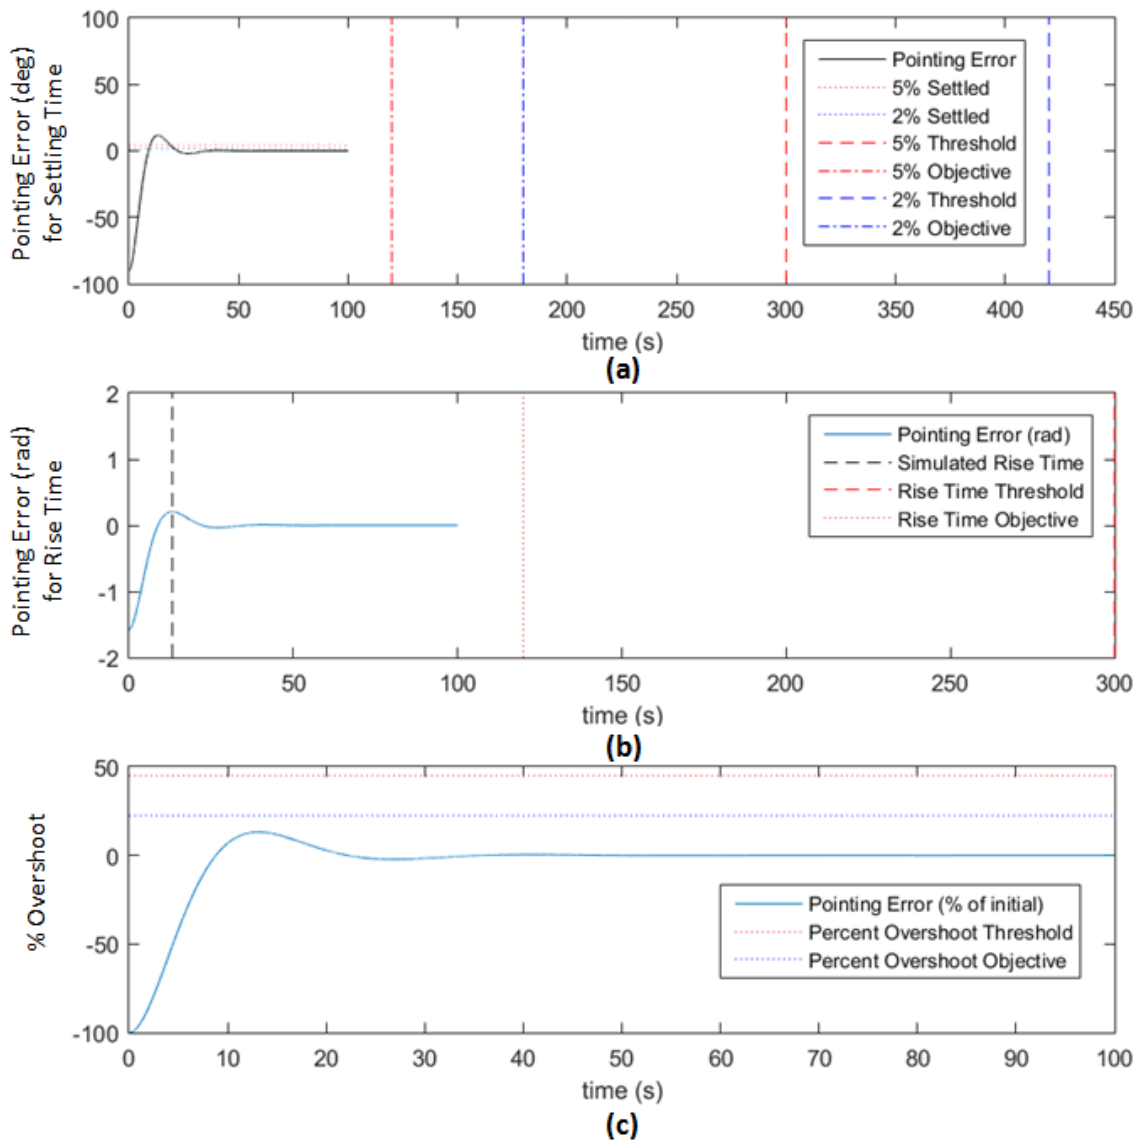 Pointing Error (deg)
for Settling Time
100
50
0
-50
-100
Pointing Error
5% Settled
2% Settled
5% Threshold
5% Objective
2% Threshold
2% Objective
0 50 100 150 200 250 300 350 400 450
time (s)
(a)
Pointing Error (rad)
for Rise Time
2
1
0
-1
-2
Pointing Error (rad)
Simulated Rise Time
Rise Time Threshold
Rise Time Objective
0 50 100 150 200 250 300
time (s)
(b)
% Overshoot
50
0
-50
-100
Pointing Error (% of initial)
Percent Overshoot Threshold
Percent Overshoot Objective
0 10 20 30 40 50 60 70 80 90 100
time (s)
(c)